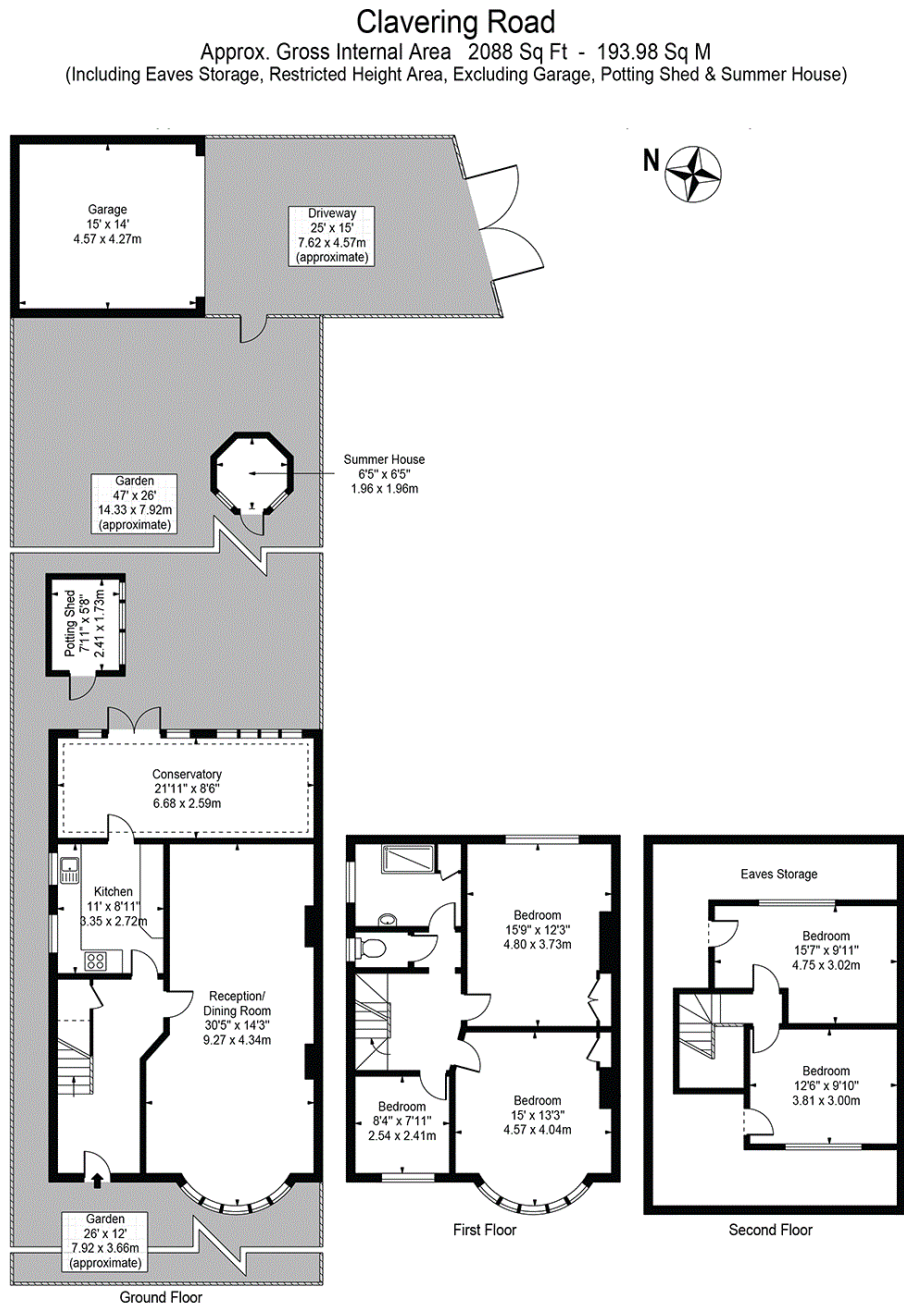 Clavering Road
Approx. Gross Internal Area 2088 Sq Ft - 193.98 Sq M
(Including Eaves Storage, Restricted Height Area, Excluding Garage, Potting Shed & Summer House)
N
Garage
15' x 14'
4.57 x 4.27m
Driveway
25' x 15'
7.62 x 4.57m
(approximate)
Summer House
6'5" x 6'5"
1.96 x 1.96m
Garden
47' x 26'
14.33 x 7.92m
(approximate)
Potting Shed
7'11" x 5'8"
2.41 x 1.73m
Conservatory
21'11" x 8'6"
6.68 x 2.59m
Kitchen
11' x 8'11"
3.35 x 2.72m
Reception/
Dining Room
30'5" x 14'3"
9.27 x 4.34m
Garden
26' x 12'
7.92 x 3.66m
(approximate)
Ground Floor
Bedroom
15'9" x 12'3"
4.80 x 3.73m
Bedroom
8'4" x 7'11"
2.54 x 2.41m
Bedroom
15' x 13'3"
4.57 x 4.04m
First Floor
Eaves Storage
Bedroom
15'7" x 9'11"
4.75 x 3.02m
Bedroom
12'6" x 9'10"
3.81 x 3.00m
Second Floor